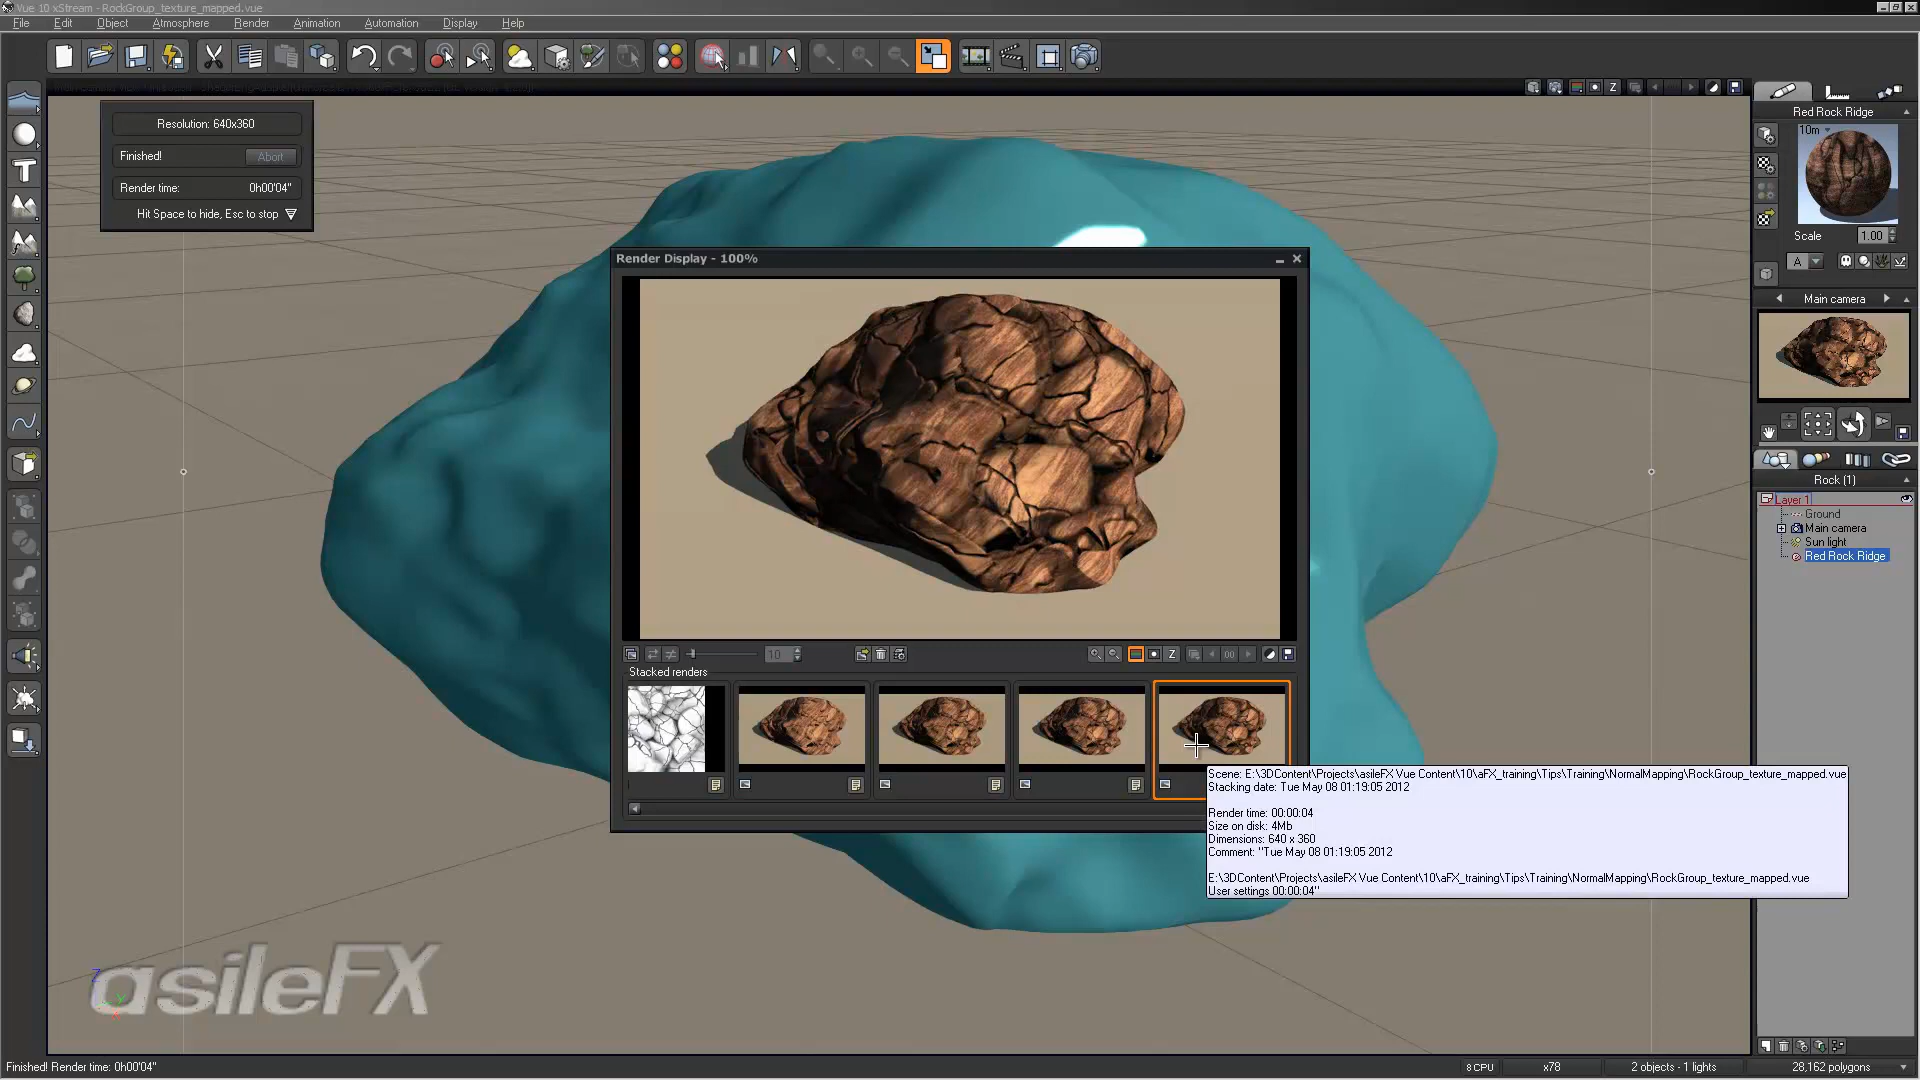 Vue 10 xStream - RockGroup_texture_mapped.vue
File Edit Object Atmosphere Render Animation Automation Display Help
Resolution: 640x360
Finished! Abort
Render time: 0h00'04"
Hit Space to hide, Esc to stop
Render Display - 100%
10
Z
00
Stacked renders
Scene: E:\3DContent\Projects\asileFX Vue Content\10\aFX_training\Tips\Training\NormalMapping\RockGroup_texture_mapped.vue
Stacking date: Tue May 08 01:19:05 2012
Render time: 00:00:04
Size on disk: 4Mb
Dimensions: 640 x 360
Comment: "Tue May 08 01:19:05 2012
E:\3DContent\Projects\asileFX Vue Content\10\aFX_training\Tips\Training\NormalMapping\RockGroup_texture_mapped.vue
User settings 00:00:04"
Z
Red Rock Ridge
10m
Scale 1.00
A
Main camera
Rock (1)
Layer 1
Ground
Main camera
Sun light
Red Rock Ridge
asileFX
Z
Y
X
Finished! Render time: 0h00'04"
8 CPU
x78
2 objects - 1 lights
28,162 polygons